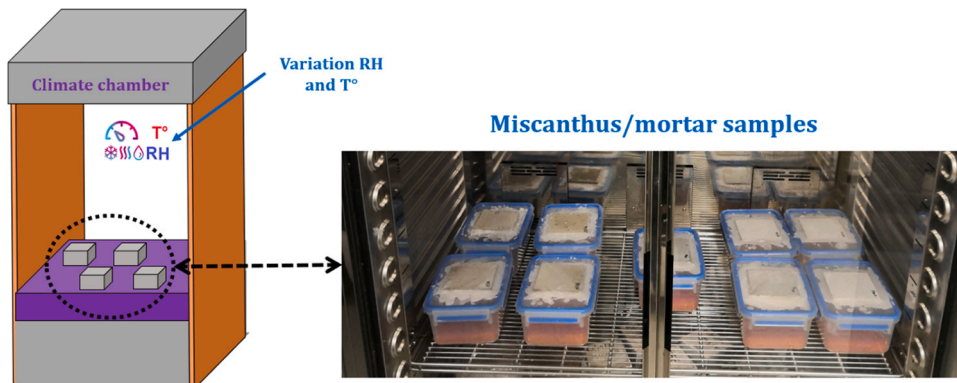 Climate chamber
Variation RH
and T°
T°
RH
Miscanthus/mortar samples